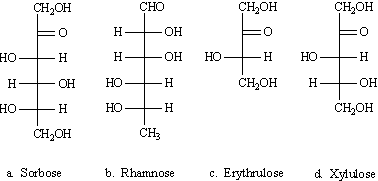 CH₂OH CHO CH₂OH CH₂OH
O H OH O O
HO H H OH HO H HO H
H OH HO H CH₂OH H OH
HO H HO H CH₂OH
CH₂OH CH₃
a. Sorbose b. Rhamnose c. Erythrulose d. Xylulose